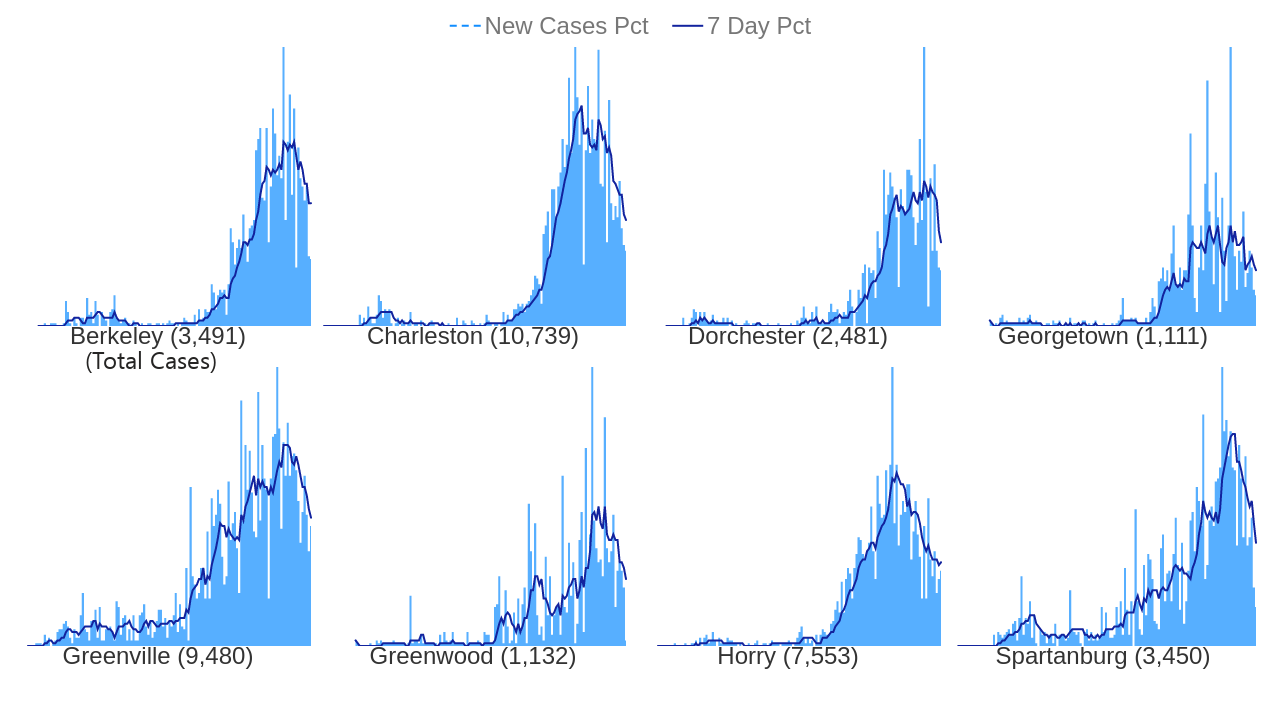 New Cases Pct 7 Day Pct
Berkeley (3,491) Charleston (10,739) Dorchester (2,481) Georgetown (1,111)
(Total Cases)
Greenville (9,480) Greenwood (1,132) Horry (7,553) Spartanburg (3,450)